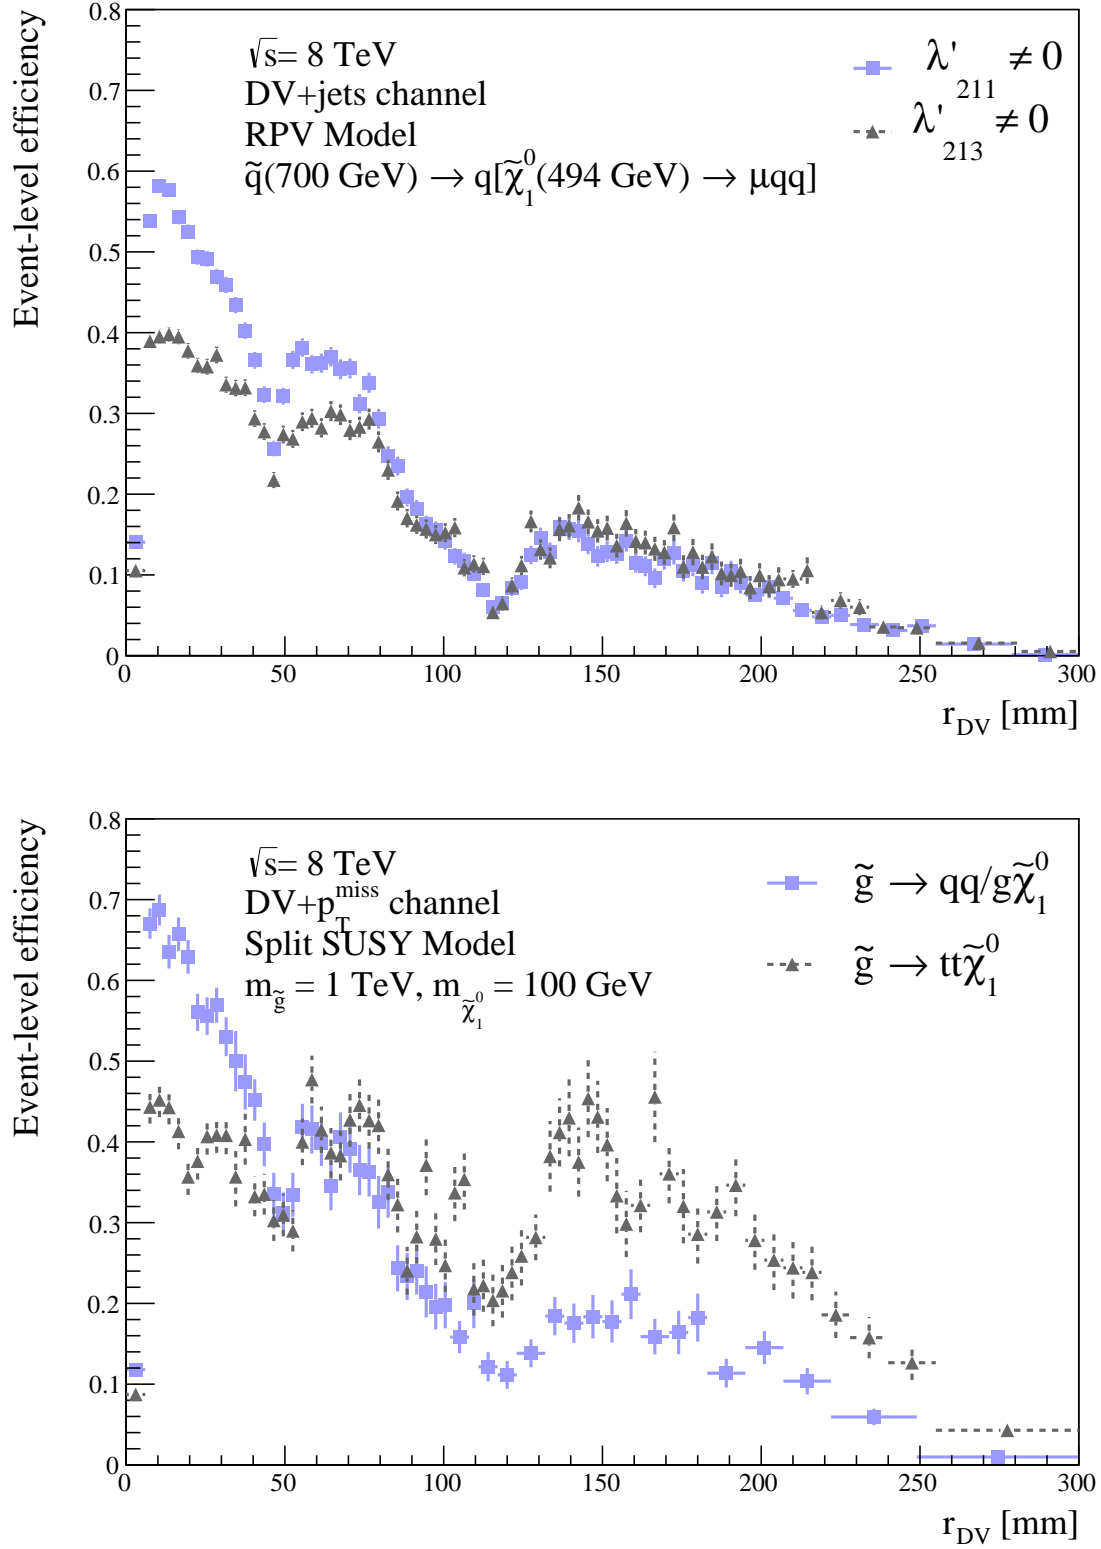 Event-level efficiency
0.8
0.7
0.6
0.5
0.4
0.3
0.2
0.1
0
√s= 8 TeV
DV+jets channel
RPV Model
q̃(700 GeV) → q[χ̃₁⁰(494 GeV) → μqq]
λ'₂₁₁ ≠ 0
λ'₂₁₃ ≠ 0
0 50 100 150 200 250 300
r_DV [mm]
Event-level efficiency
0.8
0.7
0.6
0.5
0.4
0.3
0.2
0.1
0
√s= 8 TeV
DV+p_T^miss channel
Split SUSY Model
m_g̃ = 1 TeV, m_χ̃₁⁰ = 100 GeV
g̃ → qq/gχ̃₁⁰
g̃ → ttχ̃₁⁰
0 50 100 150 200 250 300
r_DV [mm]